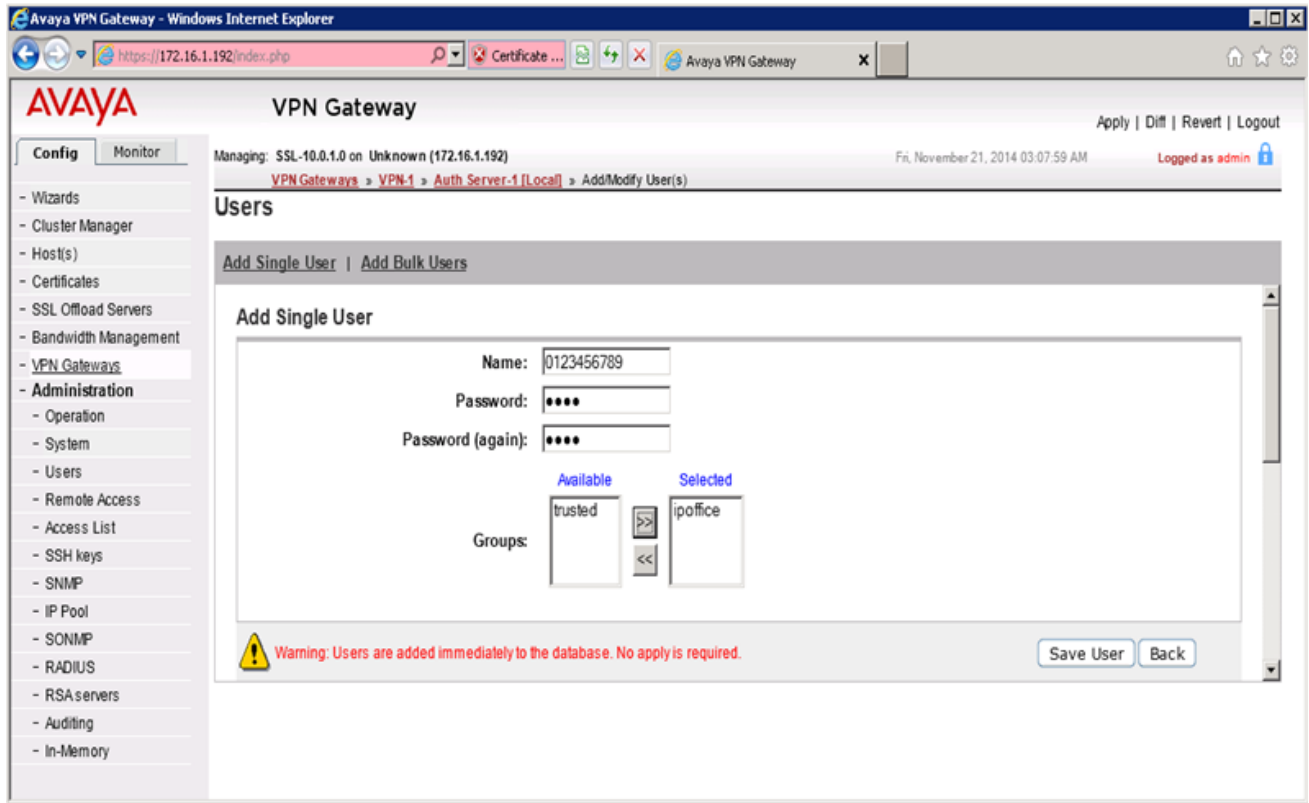 Avaya VPN Gateway - Windows Internet Explorer
https://172.16.1.192/index.php
Certificate ...
Avaya VPN Gateway
AVAYA
VPN Gateway
Apply | Diff | Revert | Logout
Config
Monitor
Managing: SSL-10.0.1.0 on Unknown (172.16.1.192)
Fri, November 21, 2014 03:07:59 AM
Logged as admin
VPN Gateways » VPN-1 » Auth Server-1 [Local] » Add/Modify User(s)
- Wizards
- Cluster Manager
- Host(s)
- Certificates
- SSL Offload Servers
- Bandwidth Management
- VPN Gateways
- Administration
- Operation
- System
- Users
- Remote Access
- Access List
- SSH keys
- SNMP
- IP Pool
- SONMP
- RADIUS
- RSA servers
- Auditing
- In-Memory
Users
Add Single User | Add Bulk Users
Add Single User
Name: 0123456789
Password: ••••
Password (again): ••••
Available
Selected
Groups:
trusted
>>
<<
ipoffice
Warning: Users are added immediately to the database. No apply is required.
Save User
Back